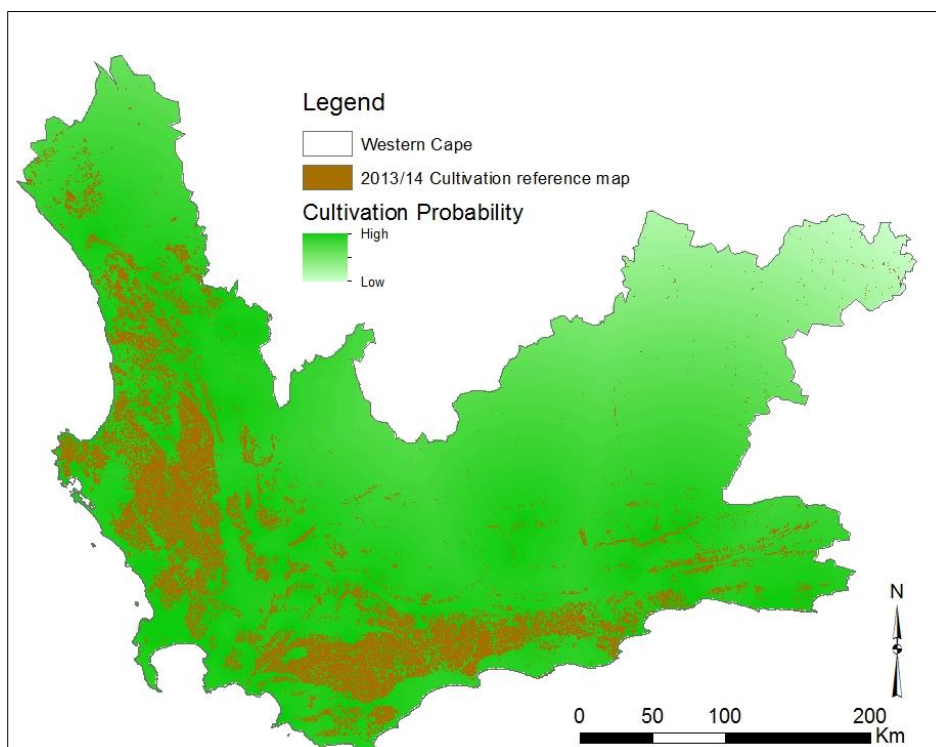 Legend
Western Cape
2013/14 Cultivation reference map
Cultivation Probability
High
Low
N
0 50 100 200
Km